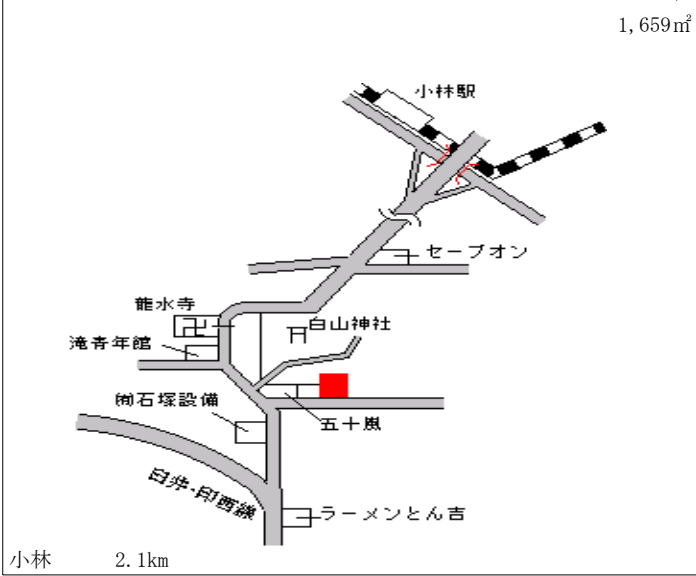 1,659㎡
小林駅
セーブオン
龍水寺
白山神社
滝青年館
㈲石塚設備
五十嵐
臼井・印西線
ラーメンとん吉
小林 2.1km